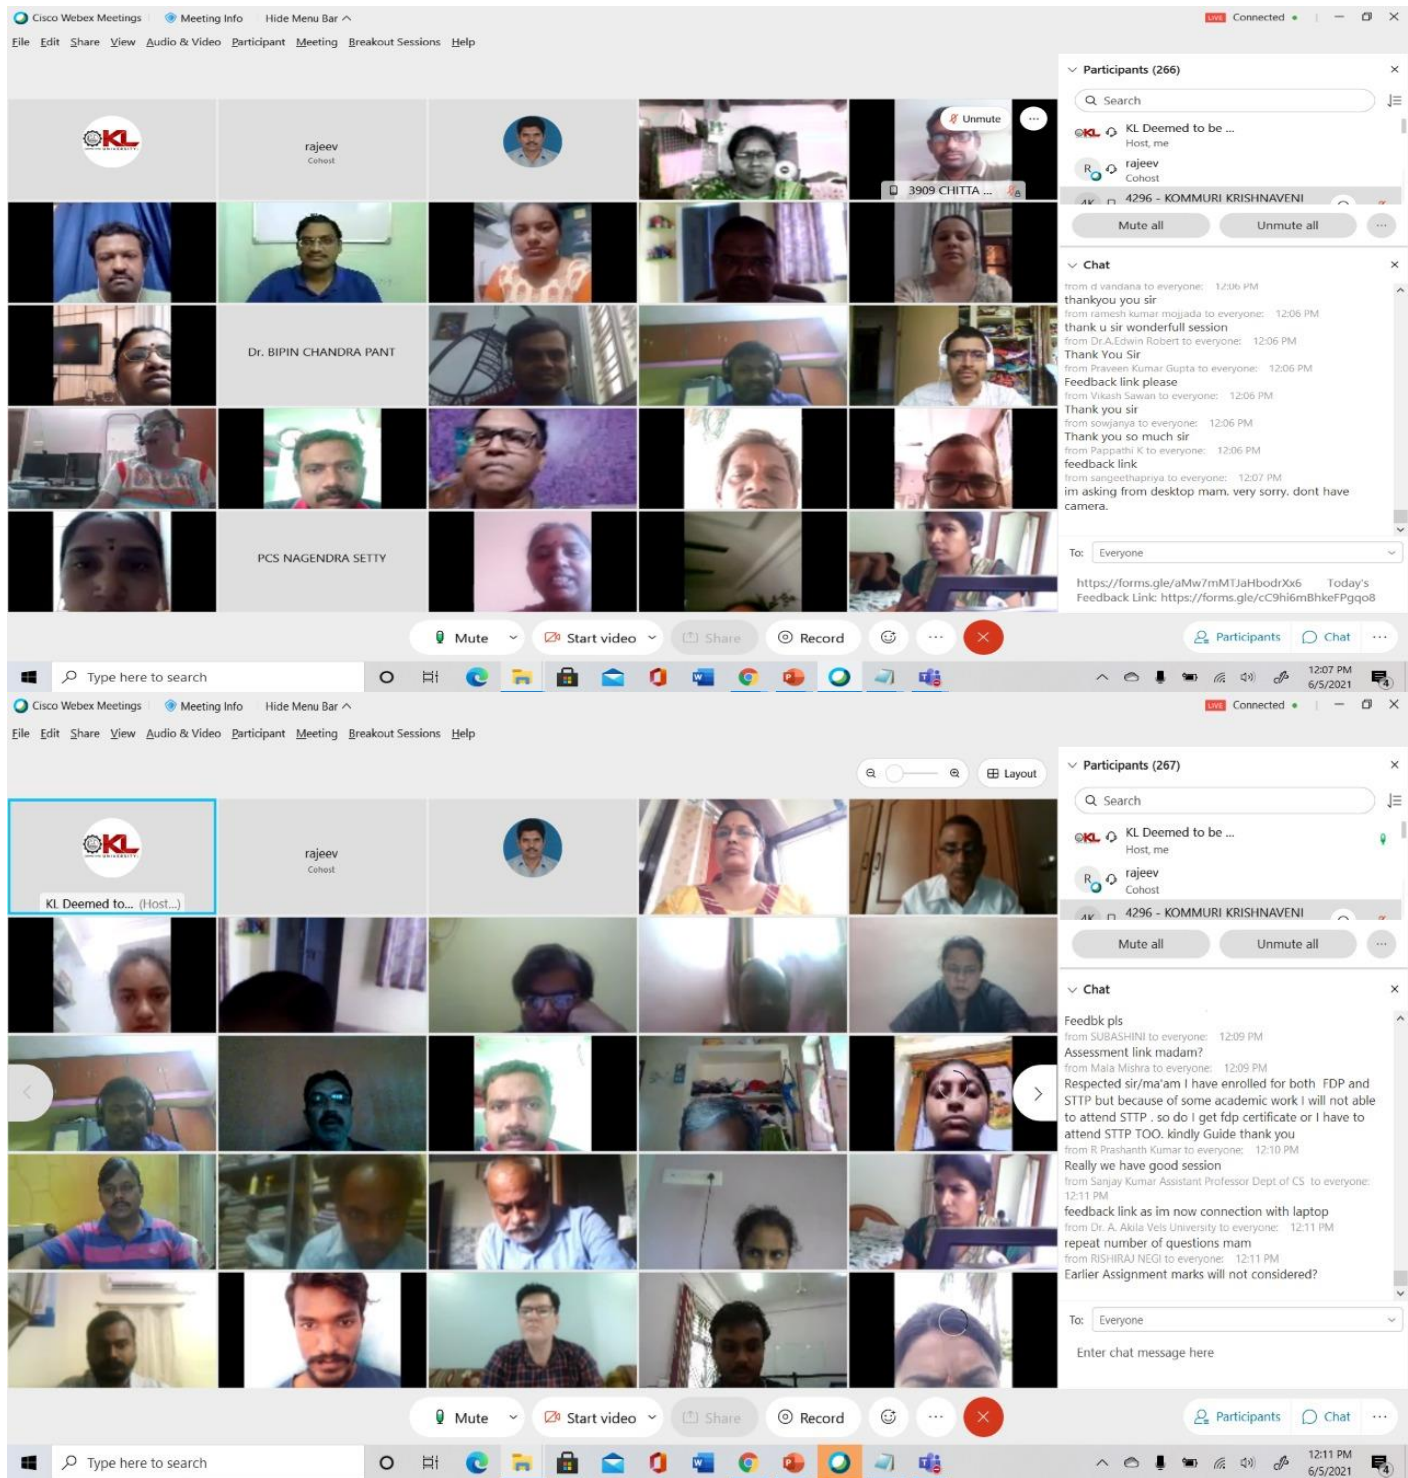 Cisco Webex Meetings Meeting Info Hide Menu Bar
LIVE Connected
File Edit Share View Audio & Video Participant Meeting Breakout Sessions Help
Participants (266)
Search
KL Deemed to be ...
Host, me
rajeev
Cohost
4296 - KOMMURI KRISHNAVENI
Mute all Unmute all
KL
UNIVERSITY
rajeev
Cohost
Unmute
3909 CHITTA ...
Dr. BIPIN CHANDRA PANT
PCS NAGENDRA SETTY
Chat
from d vandana to everyone: 12:06 PM
thankyou you sir
from ramesh kumar mojjada to everyone: 12:06 PM
thank u sir wonderfull session
from Dr.A.Edwin Robert to everyone: 12:06 PM
Thank You Sir
from Praveen Kumar Gupta to everyone: 12:06 PM
Feedback link please
from Vikash Sawan to everyone: 12:06 PM
Thank you sir
from sowjanya to everyone: 12:06 PM
Thank you so much sir
from Pappathi K to everyone: 12:06 PM
feedback link
from sangeethapriya to everyone: 12:07 PM
im asking from desktop mam. very sorry. dont have
camera.
To: Everyone
https://forms.gle/aMw7mMTJaHbodrXx6 Today's
Feedback Link: https://forms.gle/cC9hi6mBhkeFPgqo8
Mute Start video Share Record
Participants Chat
Type here to search
12:07 PM
6/5/2021
4
Cisco Webex Meetings Meeting Info Hide Menu Bar
LIVE Connected
File Edit Share View Audio & Video Participant Meeting Breakout Sessions Help
Layout
Participants (267)
Search
KL Deemed to be ...
Host, me
R
rajeev
Cohost
4296 - KOMMURI KRISHNAVENI
Mute all Unmute all
KL
UNIVERSITY
KL Deemed to... (Host...)
rajeev
Cohost
Chat
Feedbk pls
from SUBASHINI to everyone: 12:09 PM
Assessment link madam?
from Mala Mishra to everyone: 12:09 PM
Respected sir/ma'am I have enrolled for both FDP and
STTP but because of some academic work I will not able
to attend STTP . so do I get fdp certificate or I have to
attend STTP TOO. kindly Guide thank you
from R Prashanth Kumar to everyone: 12:10 PM
Really we have good session
from Sanjay Kumar Assistant Professor Dept of CS to everyone:
12:11 PM
feedback link as im now connection with laptop
from Dr. A. Akila Vels University to everyone: 12:11 PM
repeat number of questions mam
from RISHIRAJ NEGI to everyone: 12:11 PM
Earlier Assignment marks will not considered?
To: Everyone
Enter chat message here
Mute Start video Share Record
Participants Chat
Type here to search
12:11 PM
6/5/2021